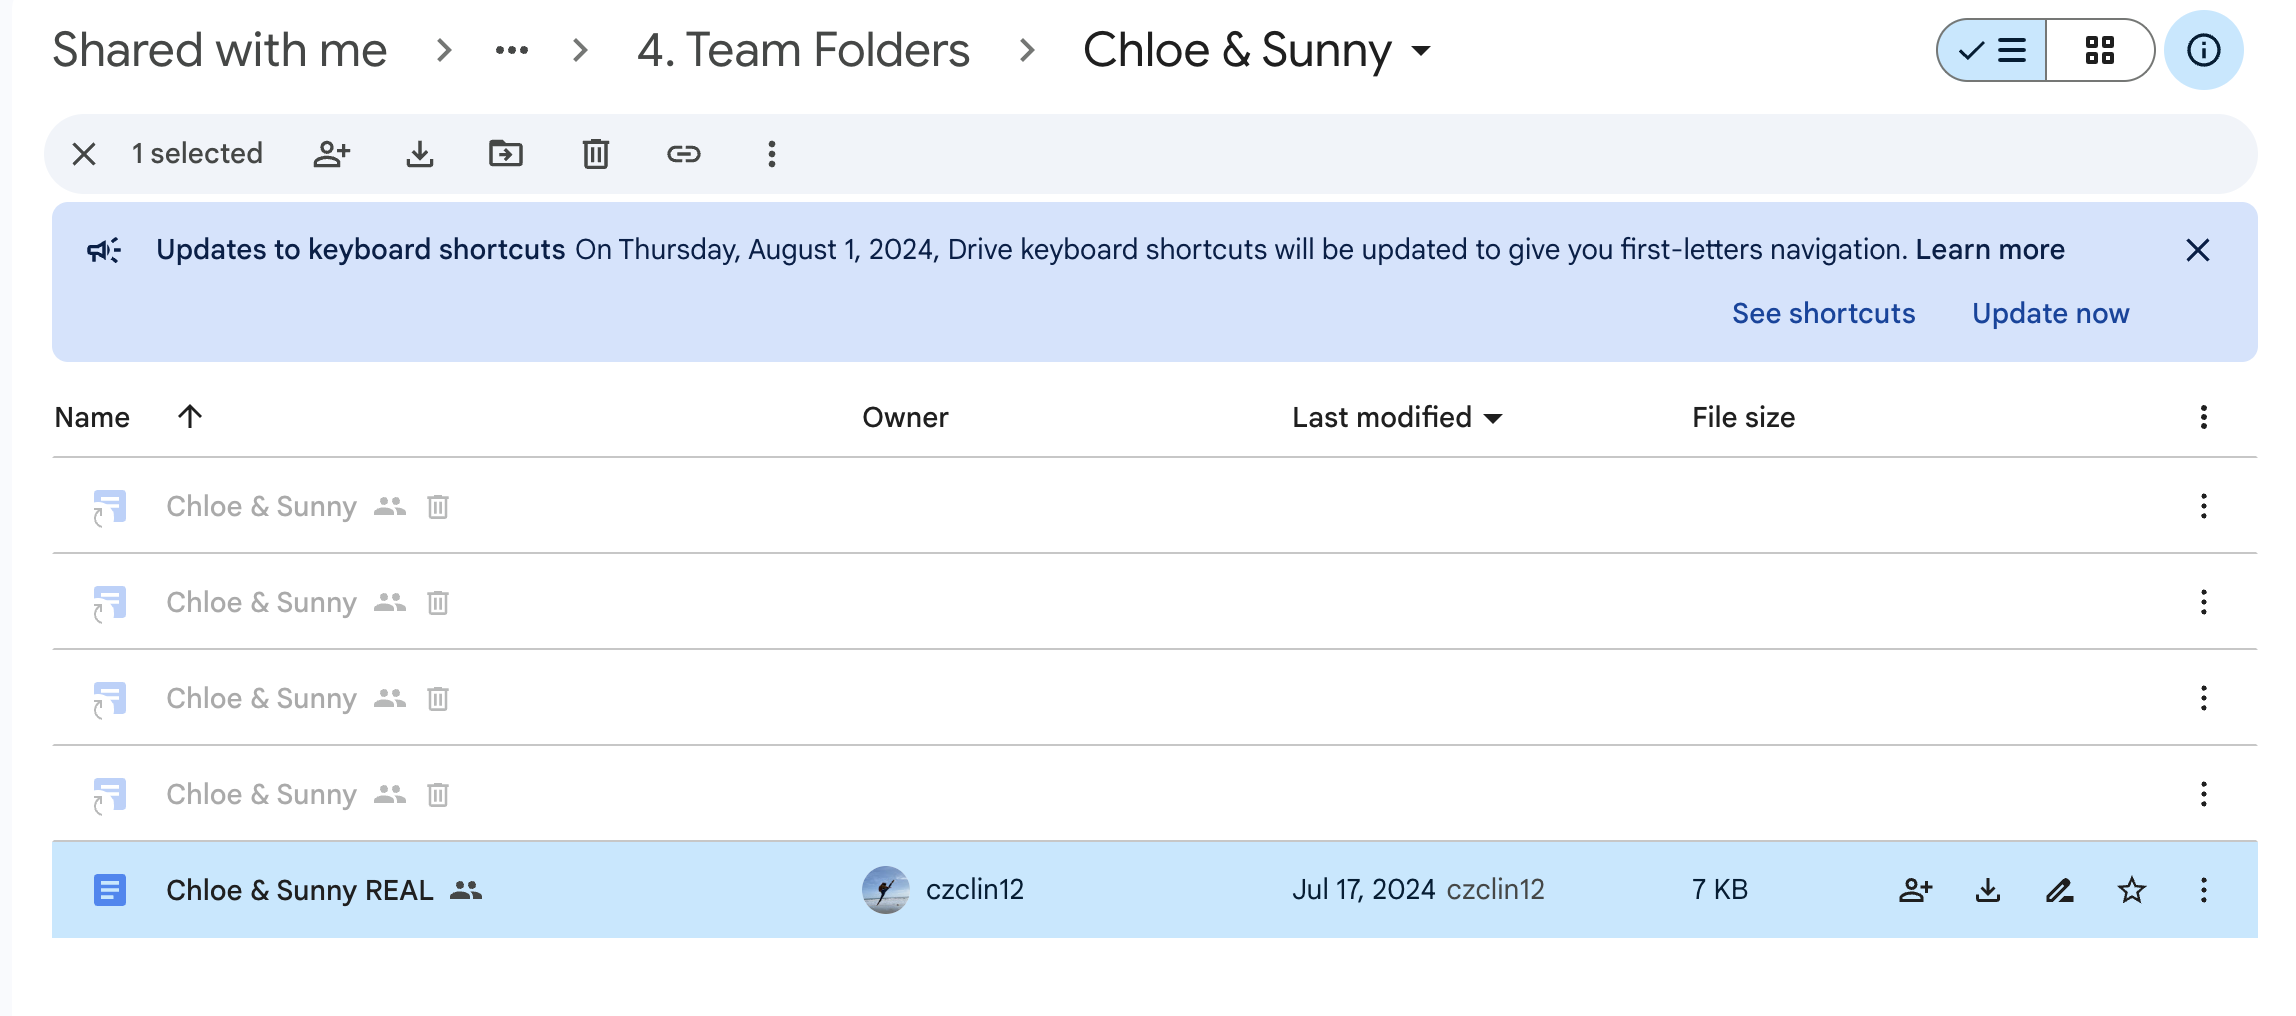 Shared with me 4. Team Folders Chloe & Sunny
1 selected
Updates to keyboard shortcuts On Thursday, August 1, 2024, Drive keyboard shortcuts will be updated to give you first-letters navigation. Learn more
See shortcuts Update now
Name Owner Last modified File size
Chloe & Sunny
Chloe & Sunny
Chloe & Sunny
Chloe & Sunny
Chloe & Sunny REAL czclin12 Jul 17, 2024 czclin12 7 KB